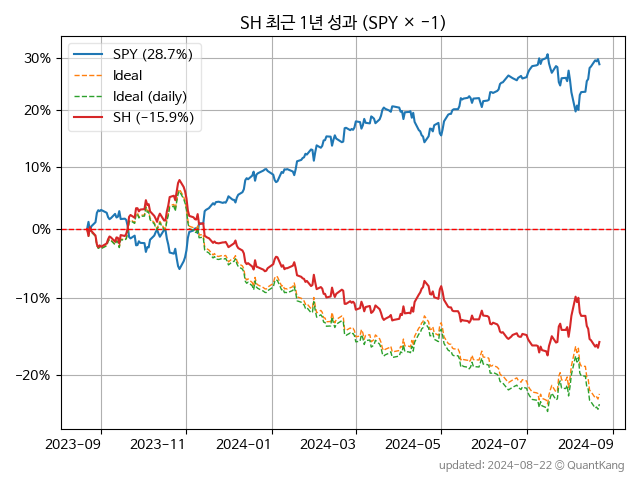 SH 최근 1년 성과 (SPY × −1)
SPY (28.7%)
Ideal
Ideal (daily)
SH (−15.9%)
30%
20%
10%
0%
−10%
−20%
2023-09
2023-11
2024-01
2024-03
2024-05
2024-07
2024-09
updated: 2024-08-22 © QuantKang